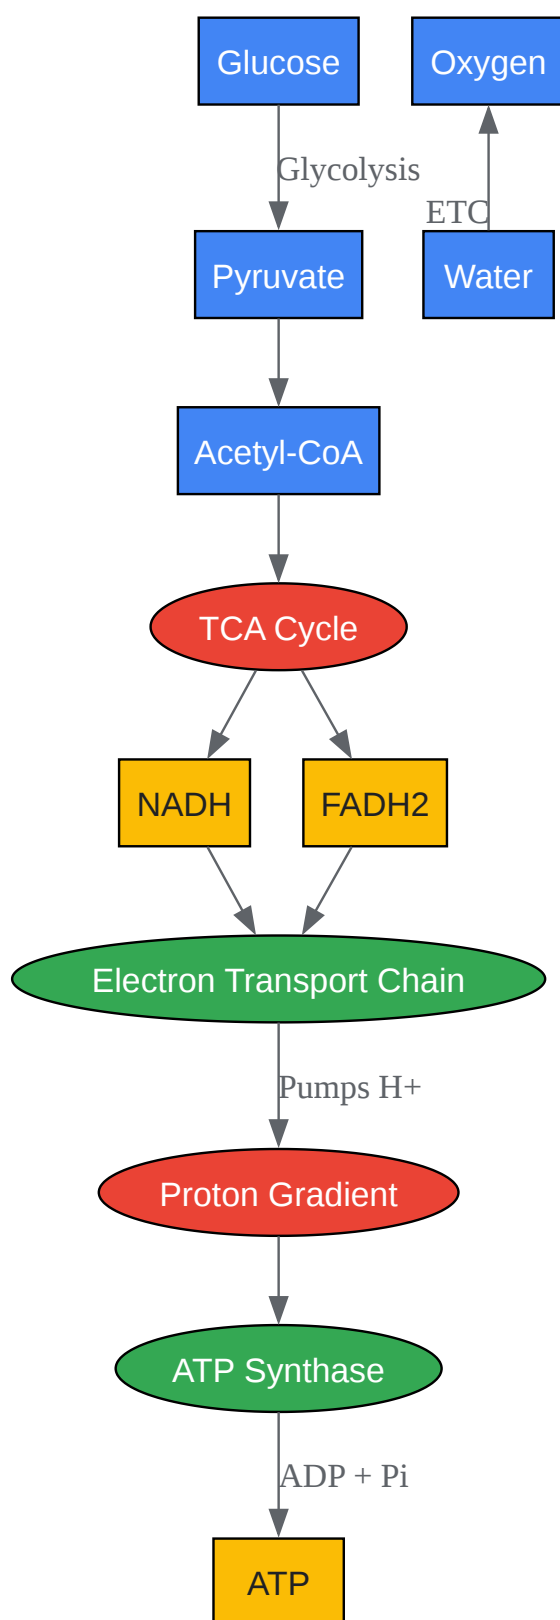 Glucose
Oxygen
Glycolysis
ETC
Pyruvate
Water
Acetyl-CoA
TCA Cycle
NADH
FADH2
Electron Transport Chain
Pumps H+
Proton Gradient
ATP Synthase
ADP + Pi
ATP